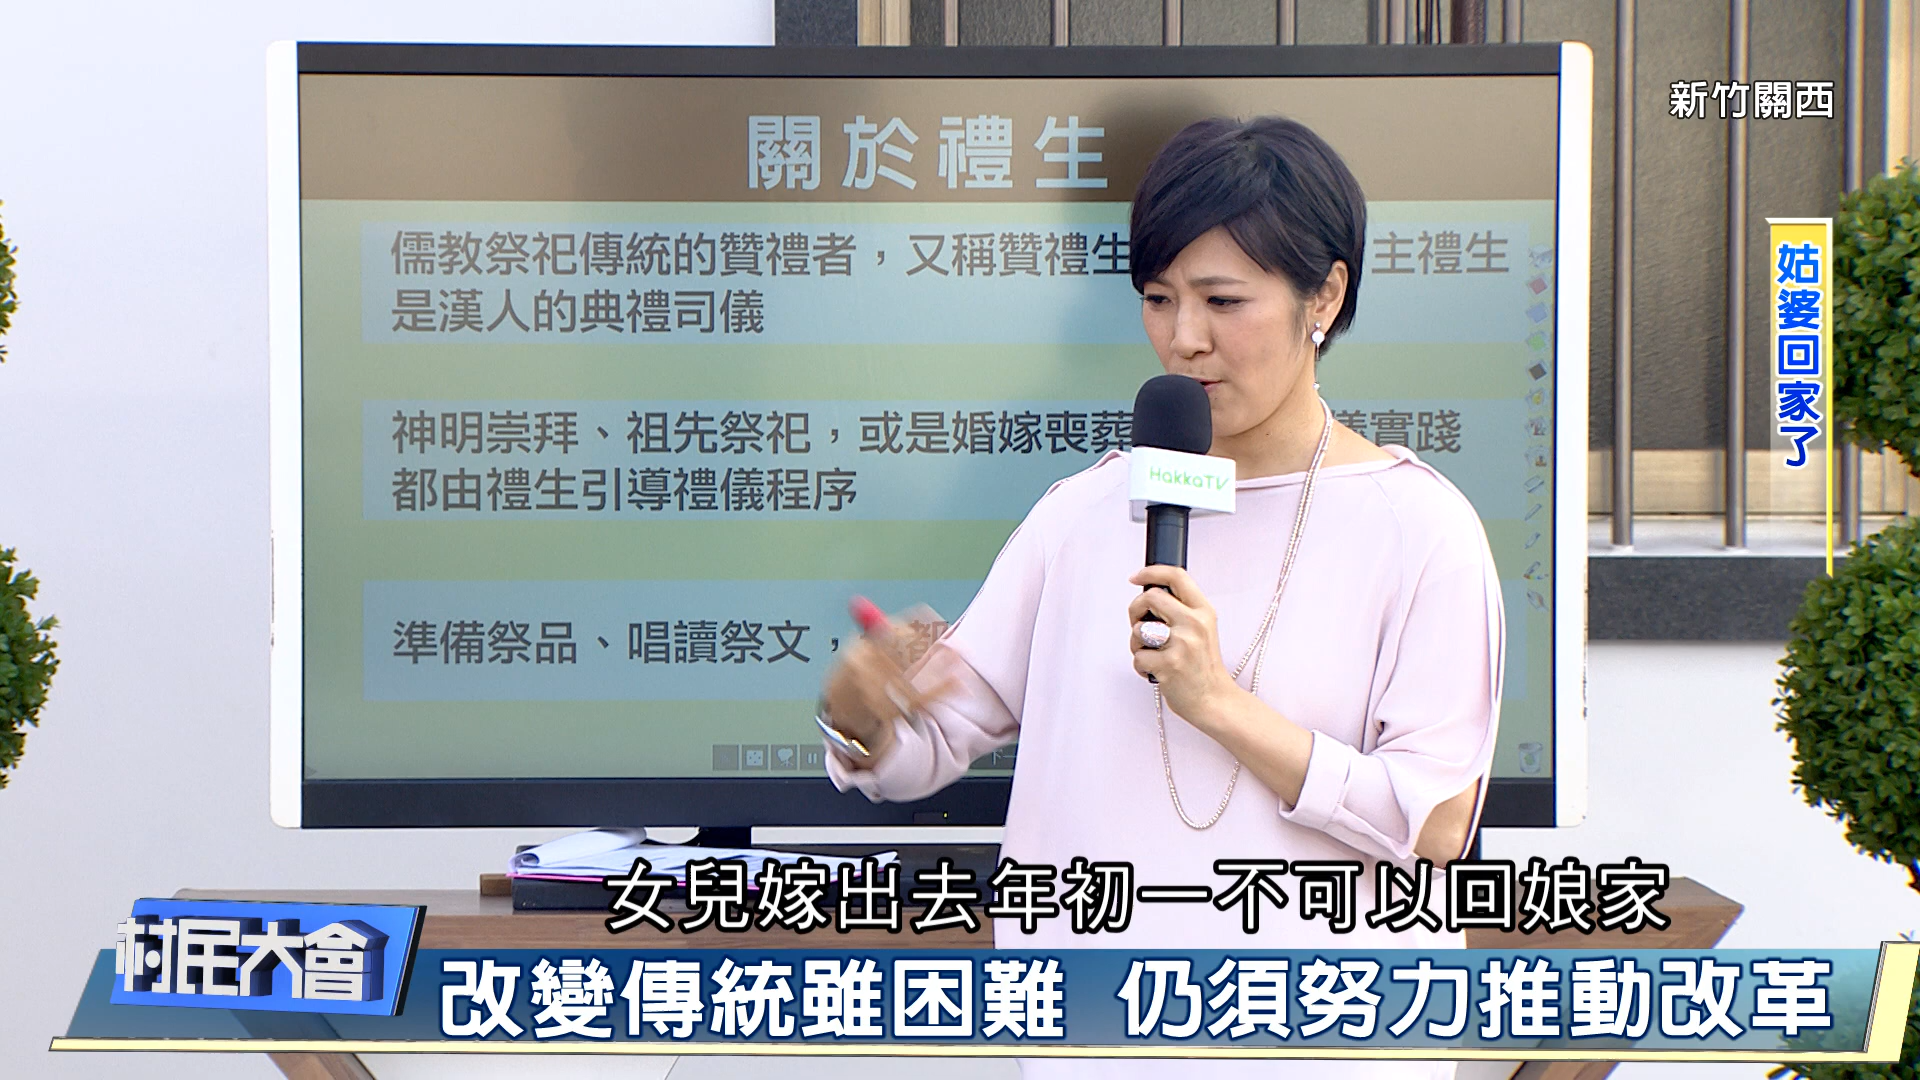 新竹關西
姑婆回家了
關於禮生
儒教祭祀傳統的贊禮者，又稱贊禮生 主禮生
是漢人的典禮司儀
神明崇拜、祖先祭祀，或是婚嫁喪葬 儀實踐
都由禮生引導禮儀程序
準備祭品、唱讀祭文， 都
HakkaTV
女兒嫁出去年初一不可以回娘家
村民大會
改變傳統雖困難 仍須努力推動改革